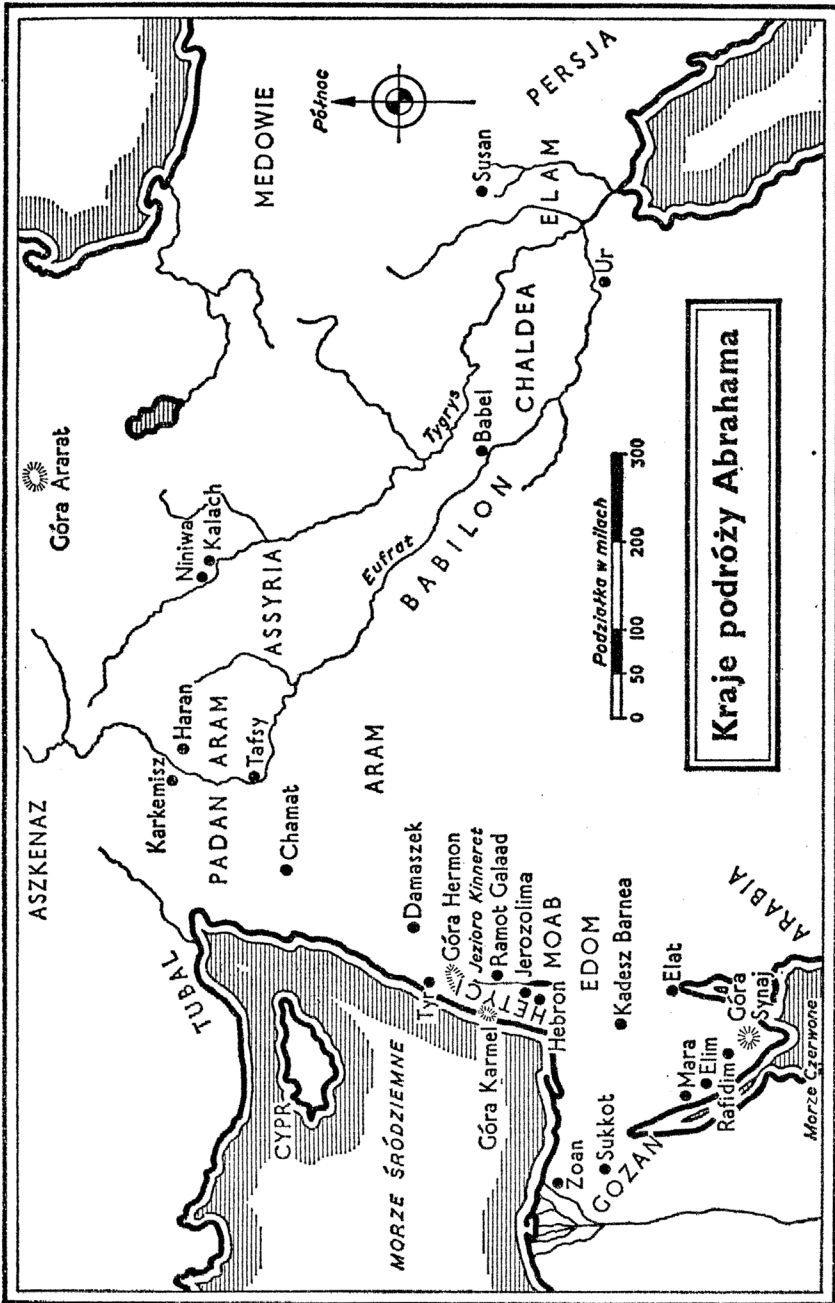 ASZKENAZ
Góra Ararat
MEDOWIE
Północ
TUBAL
Karkemisz
Haran
Niniwa
Kalach
PADAN ARAM
ASSYRIA
Tafsy
Chamat
CYPR
ARAM
Eufrat
Tygrys
BABILON
Babel
CHALDEA
ELAM
Susan
PERSJA
Ur
MORZE ŚRÓDZIEMNE
Damaszek
Tyr
Góra Hermon
Jezioro Kinneret
Góra Karmel
Ramot Galaad
HETYCI
Jerozolima
Hebron
MOAB
EDOM
Kadesz Barnea
Zoan
Sukkot
GOZAN
Mara
Elim
Rafidim
Elat
Góra
Synaj
ARABIA
Morze Czerwone
Podziałka w milach
0 50 100 200 300
Kraje podróży Abrahama